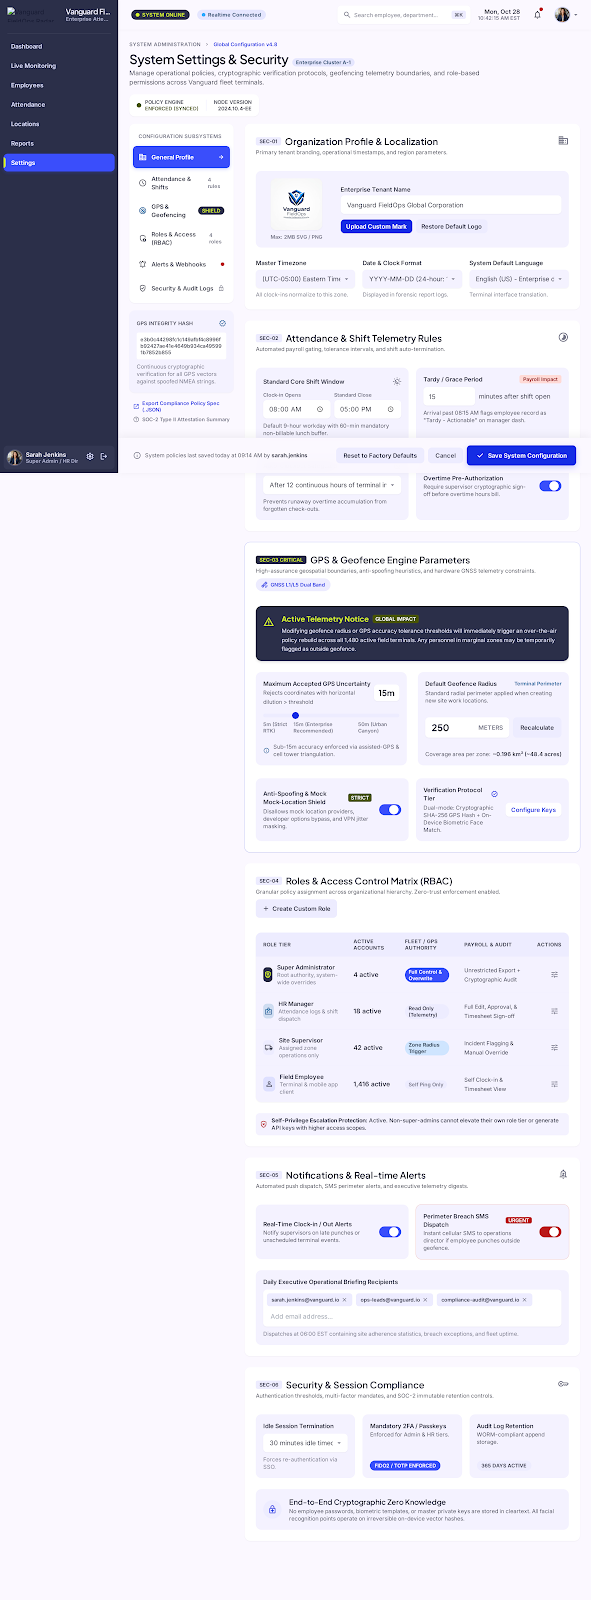 Vanguard Fi...
Enterprise Atte...
Dashboard
Live Monitoring
Employees
Attendance
Locations
Reports
Settings
Sarah Jenkins
Super Admin / HR Dir
SYSTEM ONLINE
Realtime Connected
Search employee, department...
⌘K
Mon, Oct 28
10:42:15 AM EST
SYSTEM ADMINISTRATION > Global Configuration v4.8
System Settings & Security
Enterprise Cluster A-1
Manage operational policies, cryptographic verification protocols, geofencing telemetry boundaries, and role-based
permissions across Vanguard fleet terminals.
POLICY ENGINE
ENFORCED (SYNCED)
NODE VERSION
2024.10.4-EE
CONFIGURATION SUBSYSTEMS
General Profile
Attendance &
Shifts
4
rules
GPS &
Geofencing
SHIELD
Roles & Access
(RBAC)
4
roles
Alerts & Webhooks
Security & Audit Logs
GPS INTEGRITY HASH
e3b0c44298fc1c149afbf4c8996f
b92427ae41e4649b934ca49599
1b7852b855
Continuous cryptographic
verification for all GPS vectors
against spoofed NMEA strings.
Export Compliance Policy Spec
(.JSON)
SOC-2 Type II Attestation Summary
SEC-01
Organization Profile & Localization
Primary tenant branding, operational timestamps, and region parameters.
Vanguard
FieldOps
Max: 2MB SVG / PNG
Enterprise Tenant Name
Vanguard FieldOps Global Corporation
Upload Custom Mark
Restore Default Logo
Master Timezone
(UTC-05:00) Eastern Time
All clock-ins normalize to this zone.
Date & Clock Format
YYYY-MM-DD (24-hour:
Displayed in forensic report logs.
System Default Language
English (US) - Enterprise c
Terminal interface translation.
SEC-02
Attendance & Shift Telemetry Rules
Automated payroll gating, tolerance intervals, and shift auto-termination.
Standard Core Shift Window
Clock-in Opens
Standard Close
08:00 AM
05:00 PM
Default 9-hour workday with 60-min mandatory
non-billable lunch buffer.
Tardy / Grace Period
Payroll Impact
15
minutes after shift open
Arrival past 08:15 AM flags employee record as
"Tardy - Actionable" on manager dash.
System policies last saved today at 09:14 AM by sarah.jenkins
Reset to Factory Defaults
Cancel
Save System Configuration
After 12 continuous hours of terminal ir
Prevents runaway overtime accumulation from
forgotten check-outs.
Overtime Pre-Authorization
Require supervisor cryptographic sign-
off before overtime hours bill.
SEC-03 CRITICAL
GPS & Geofence Engine Parameters
High-assurance geospatial boundaries, anti-spoofing heuristics, and hardware GNSS telemetry constraints.
GNSS L1/L5 Dual Band
Active Telemetry Notice
GLOBAL IMPACT
Modifying geofence radius or GPS accuracy tolerance thresholds will immediately trigger an over-the-air
policy rebuild across all 1,480 active field terminals. Any personnel in marginal zones may be temporarily
flagged as outside geofence.
Maximum Accepted GPS Uncertainty
Rejects coordinates with horizontal
dilution > threshold
15m
5m (Strict
RTK)
15m (Enterprise
Recommended)
50m (Urban
Canyon)
Sub-15m accuracy enforced via assisted-GPS &
cell tower triangulation.
Default Geofence Radius
Terminal Perimeter
Standard radial perimeter applied when creating
new site work locations.
250
METERS
Recalculate
Coverage area per zone: ~0.196 km² (~48.4 acres)
Anti-Spoofing & Mock
Mock-Location Shield
STRICT
Disallows mock location providers,
developer options bypass, and VPN jitter
masking.
Verification Protocol
Tier
Dual-mode: Cryptographic
SHA-256 GPS Hash + On-
Device Biometric Face
Match.
Configure Keys
SEC-04
Roles & Access Control Matrix (RBAC)
Granular policy assignment across organizational hierarchy. Zero-trust enforcement enabled.
+ Create Custom Role
ROLE TIER
ACTIVE
ACCOUNTS
FLEET / GPS
AUTHORITY
PAYROLL & AUDIT
ACTIONS
Super Administrator
Root authority, system-
wide overrides
4 active
Full Control &
Overwrite
Unrestricted Export +
Cryptographic Audit
HR Manager
Attendance logs & shift
dispatch
18 active
Read Only
(Telemetry)
Full Edit, Approval, &
Timesheet Sign-off
Site Supervisor
Assigned zone
operations only
42 active
Zone Radius
Trigger
Incident Flagging &
Manual Override
Field Employee
Terminal & mobile app
client
1,416 active
Self Ping Only
Self Clock-in &
Timesheet View
Self-Privilege Escalation Protection: Active. Non-super-admins cannot elevate their own role tier or generate
API keys with higher access scopes.
SEC-05
Notifications & Real-time Alerts
Automated push dispatch, SMS perimeter alerts, and executive telemetry digests.
Real-Time Clock-in / Out Alerts
Notify supervisors on late punches or
unscheduled terminal events.
Perimeter Breach SMS
Dispatch
URGENT
Instant cellular SMS to operations
director if employee punches outside
geofence.
Daily Executive Operational Briefing Recipients
sarah.jenkins@vanguard.io ×
ops-leads@vanguard.io ×
compliance-audit@vanguard.io ×
Add email address...
Dispatches at 06:00 EST containing site adherence statistics, breach exceptions, and fleet uptime.
SEC-06
Security & Session Compliance
Authentication thresholds, multi-factor mandates, and SOC-2 immutable retention controls.
Idle Session Termination
30 minutes idle timec
Forces re-authentication via
SSO.
Mandatory 2FA / Passkeys
Enforced for Admin & HR tiers.
FIDO2 / TOTP ENFORCED
Audit Log Retention
WORM-compliant append
storage.
365 DAYS ACTIVE
End-to-End Cryptographic Zero Knowledge
No employee passwords, biometric templates, or master private keys are stored in cleartext. All facial
recognition points operate on irreversible on-device vector hashes.